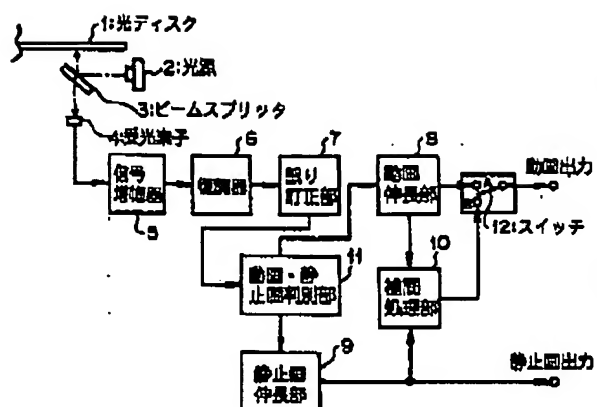 1:光ディスク
2:光源
3:ビームスプリッタ
4:受光素子
信号
増幅器
5
6
復調器
7
誤り
訂正部
8
動画
伸長部
A
B
12:スイッチ
動画出力
10
補間
処理部
11
動画・静
止画判別部
9
静止画
伸長部
静止画出力